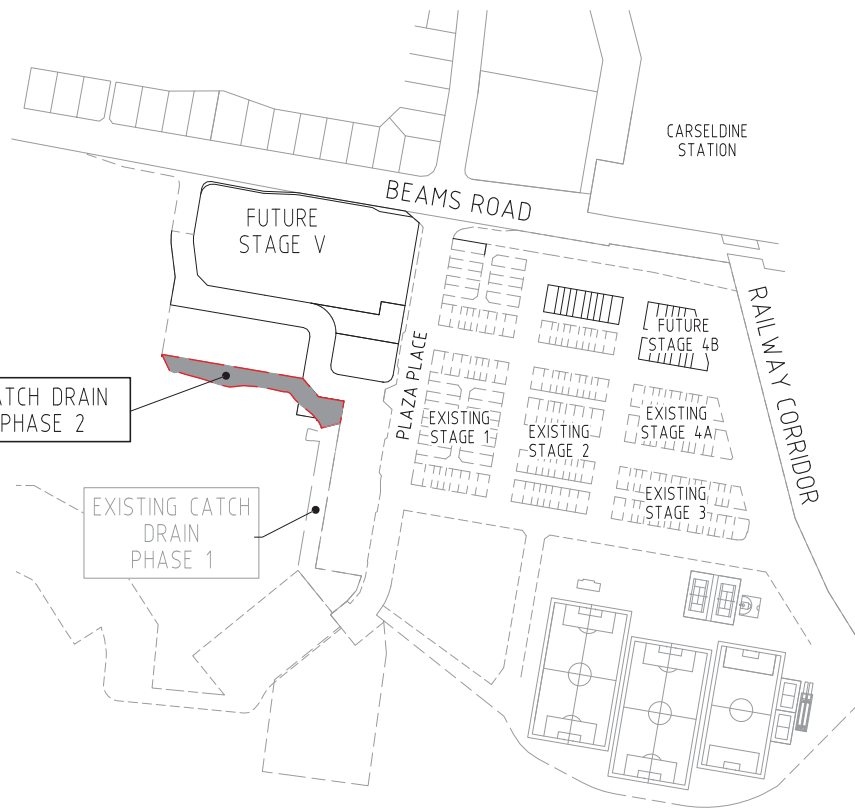 CARSELDINE
STATION
BEAMS ROAD
FUTURE
STAGE V
RAILWAY CORRIDOR
FUTURE
STAGE 4B
PLAZA PLACE
ATCH DRAIN
PHASE 2
EXISTING
STAGE 1
EXISTING
STAGE 2
EXISTING
STAGE 4A
EXISTING CATCH
DRAIN
PHASE 1
EXISTING
STAGE 3